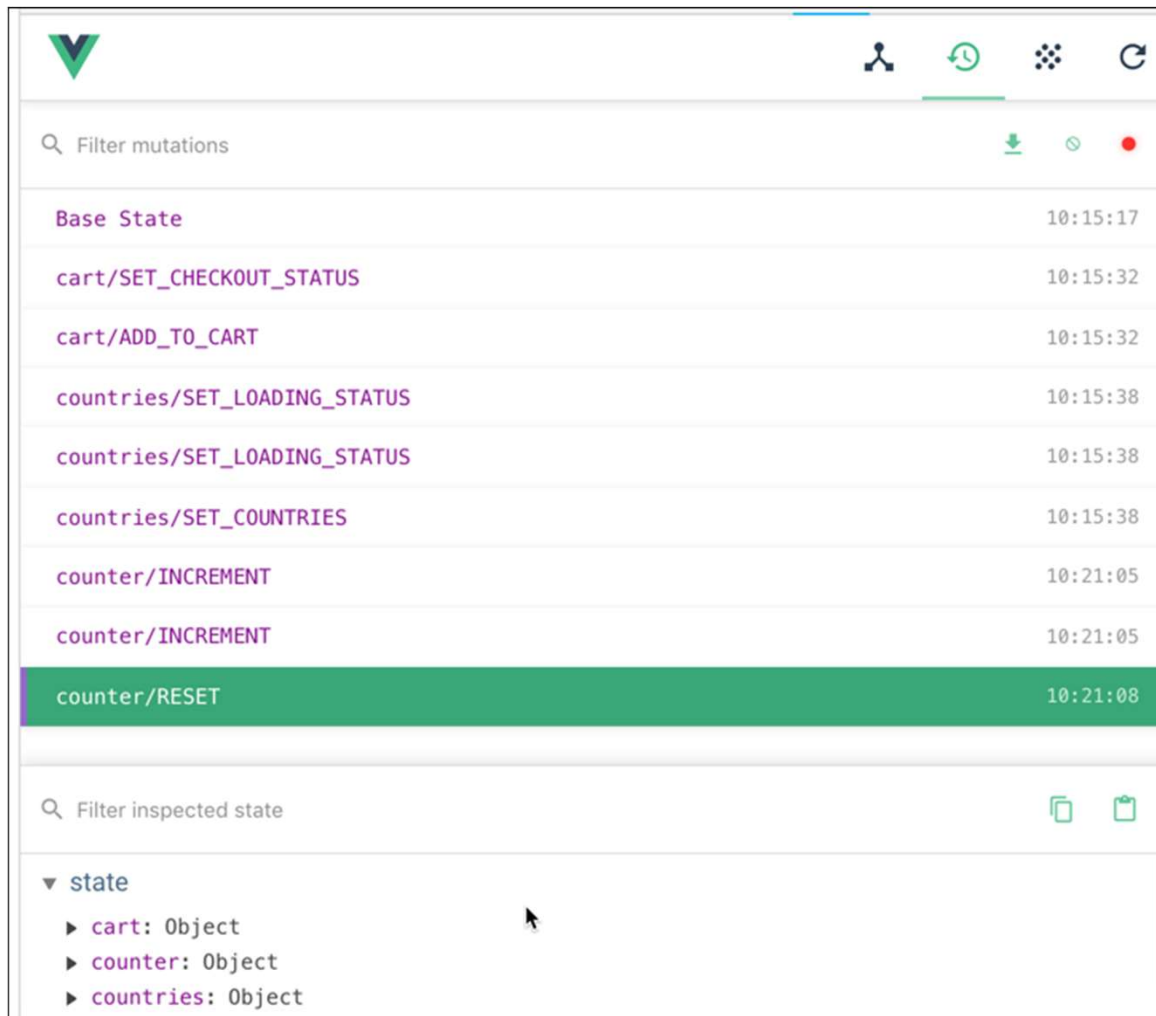 Filter mutations
Base State 10:15:17
cart/SET_CHECKOUT_STATUS 10:15:32
cart/ADD_TO_CART 10:15:32
countries/SET_LOADING_STATUS 10:15:38
countries/SET_LOADING_STATUS 10:15:38
countries/SET_COUNTRIES 10:15:38
counter/INCREMENT 10:21:05
counter/INCREMENT 10:21:05
counter/RESET 10:21:08
Filter inspected state
state
cart: Object
counter: Object
countries: Object